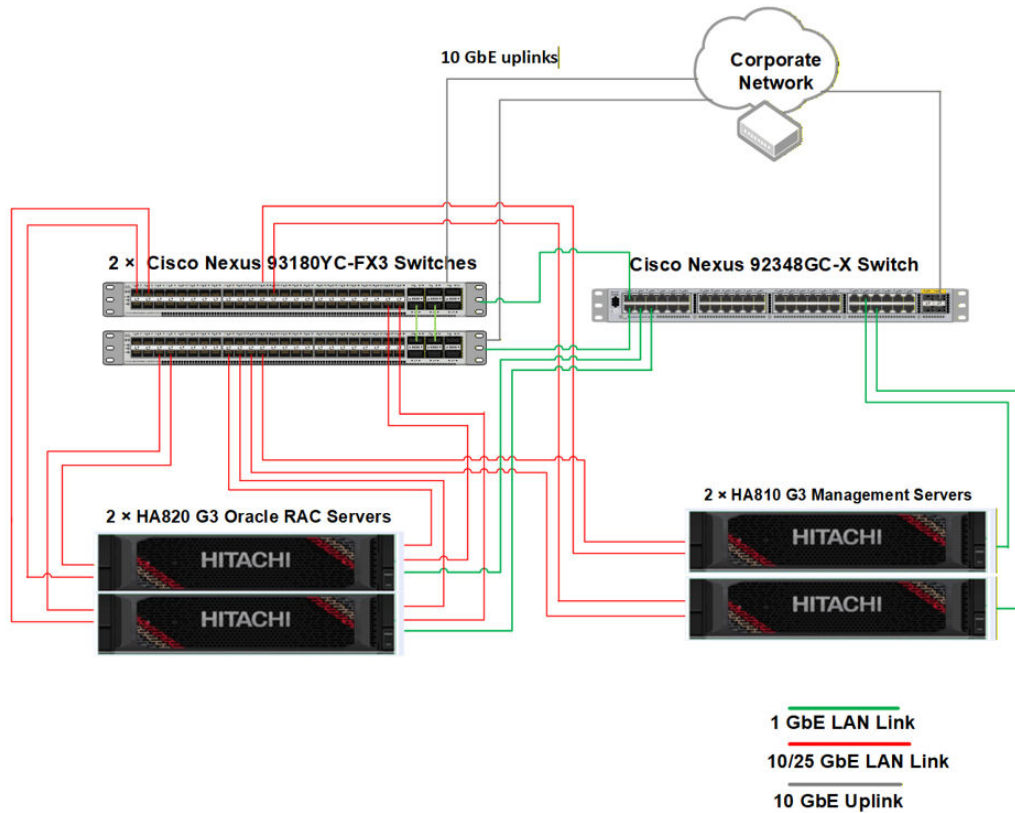 10 GbE uplinks
Corporate
Network
2 × Cisco Nexus 93180YC-FX3 Switches
Cisco Nexus 92348GC-X Switch
2 × HA820 G3 Oracle RAC Servers
2 × HA810 G3 Management Servers
HITACHI
HITACHI
HITACHI
HITACHI
1 GbE LAN Link
10/25 GbE LAN Link
10 GbE Uplink